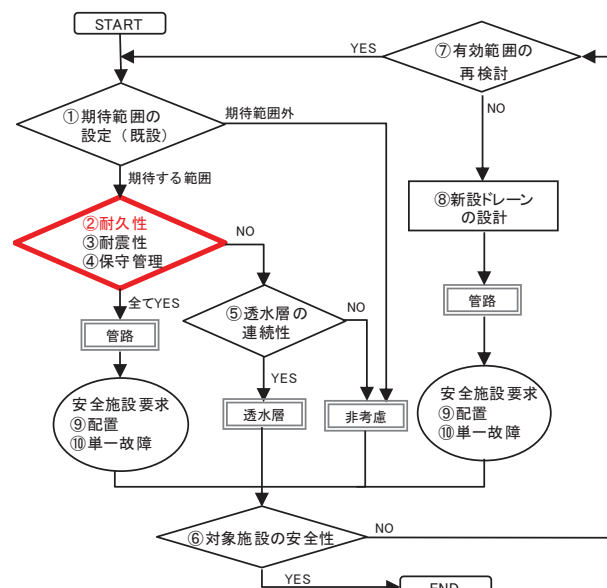 START
YES
⑦有効範囲の
再検討
①期待範囲の
設定（既設）
期待範囲外
NO
期待する範囲
⑧新設ドレーン
の設計
②耐久性
③耐震性
④保守管理
NO
全てYES
⑤透水層の
連続性
NO
管路
管路
YES
安全施設要求
⑨配置
⑩単一故障
透水層
非考慮
安全施設要求
⑨配置
⑩単一故障
⑥対象施設の安全性
NO
YES
END